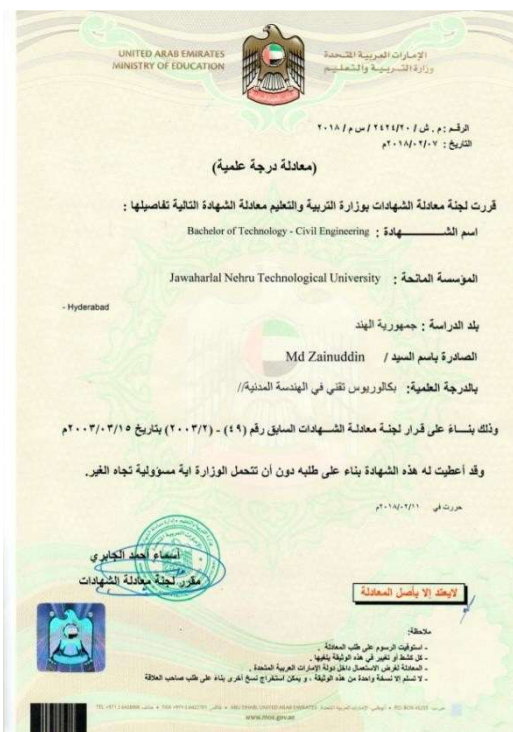 UNITED ARAB EMIRATES
MINISTRY OF EDUCATION
الإمارات العربية المتحدة
وزارة التربية والتعليم
الرقم : م . ش / ٢٤٢٤/٢٠ / س م / ٢٠١٨
التاريخ : ٢٠١٨/٠٢/٠٧م
(معادلة درجة علمية)
قررت لجنة معادلة الشهادات بوزارة التربية والتعليم معادلة الشهادة التالية تفاصيلها :
اسم الشـــــــهادة : Bachelor of Technology - Civil Engineering
المؤسسة المانحة : Jawaharlal Nehru Technological University
- Hyderabad
بلد الدراسة : جمهورية الهند
الصادرة باسم السيد / Md Zainuddin
بالدرجة العلمية: بكالوريوس تقني في الهندسة المدنية//
وذلك بنـــاءً على قرار لجنة معادلة الشـــهادات السابق رقم (٤٩) - (٢٠٠٣/٢) بتاريخ ٢٠٠٣/٠٣/١٥م
وقد أعطيت له هذه الشهادة بناء على طلبه دون أن تتحمل الوزارة اية مسؤولية تجاه الغير.
حررت في ٢٠١٨/٠٢/١١م
أسماء أحمد الجابري
مقرر لجنة معادلة الشهادات
لايعتد إلا بأصل المعادلة
ملاحظة:
- استوفيت الرسوم على طلب المعادلة .
- كل كشط أو تغيير في هذه الوثيقة يلغيها .
- المعادلة لغرض الاستعمال داخل دولة الإمارات العربية المتحدة .
- لا تسلم إلا نسخة واحدة من هذه الوثيقة ، و يمكن استخراج نسخ أخرى بناء على طلب صاحب العلاقة
www.moe.gov.ae